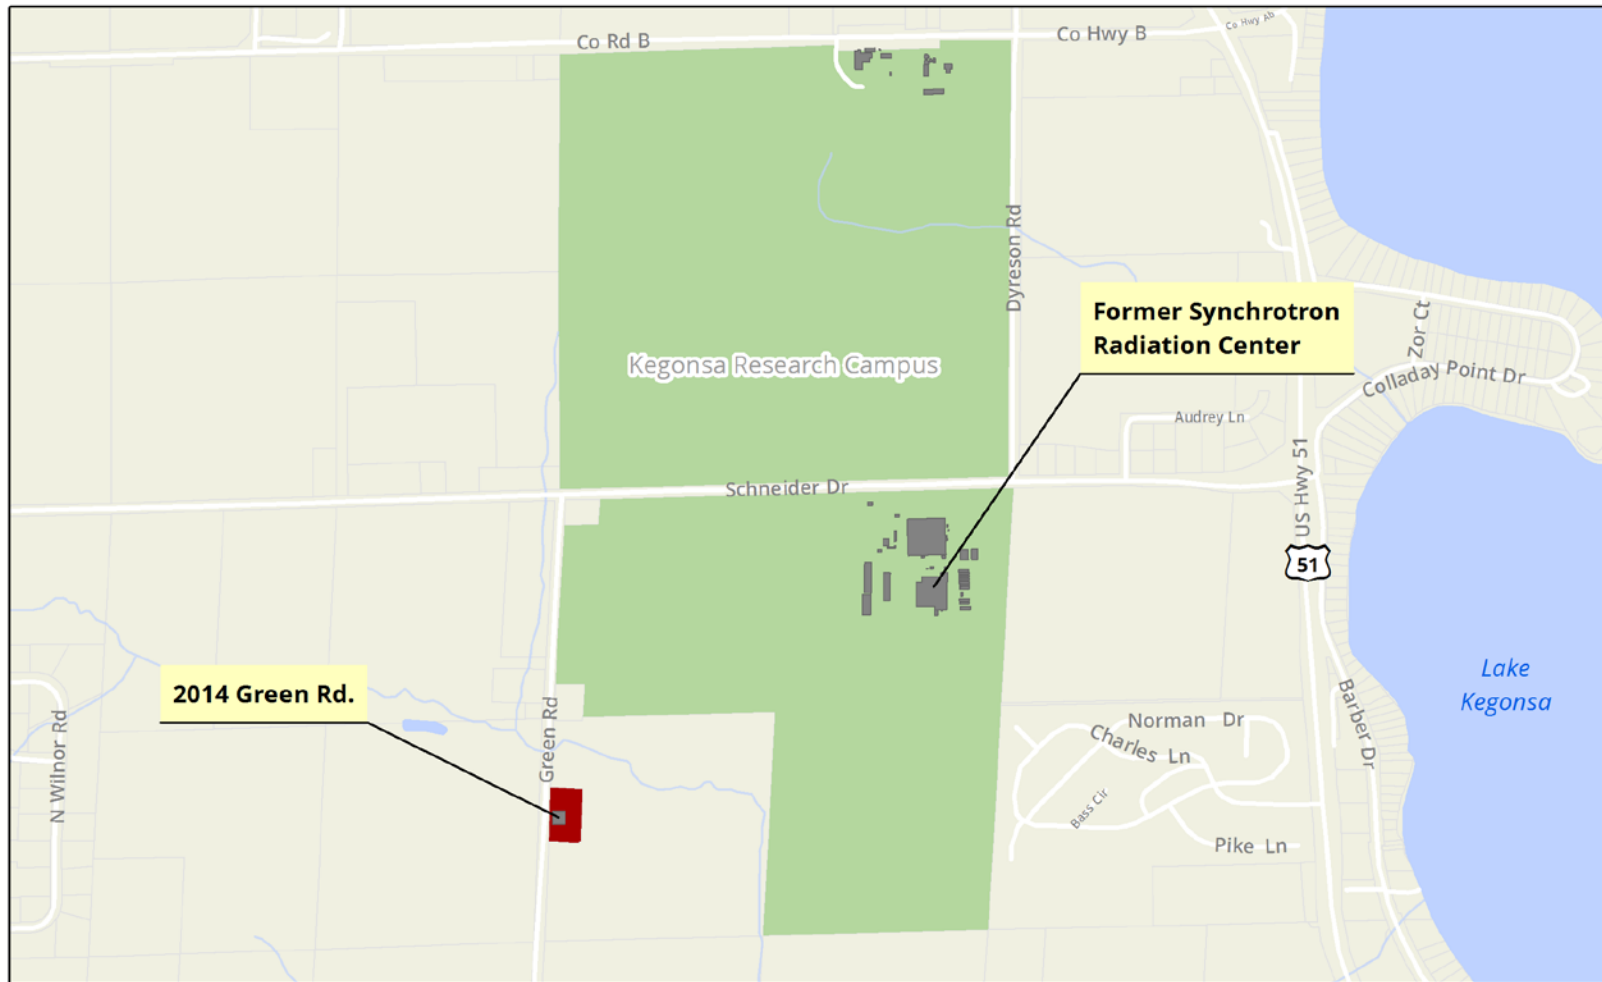 Co Rd B
Co Hwy B
Co Hwy Ab
Dyreson Rd
Former Synchrotron
Radiation Center
Zor Ct
Kegonsa Research Campus
Colladay Point Dr
Audrey Ln
US Hwy 51
Schneider Dr
51
2014 Green Rd.
Lake
Kegonsa
Green Rd
N Wilnor Rd
Norman Dr
Charles Ln
Barber Dr
Bass Cir
Pike Ln